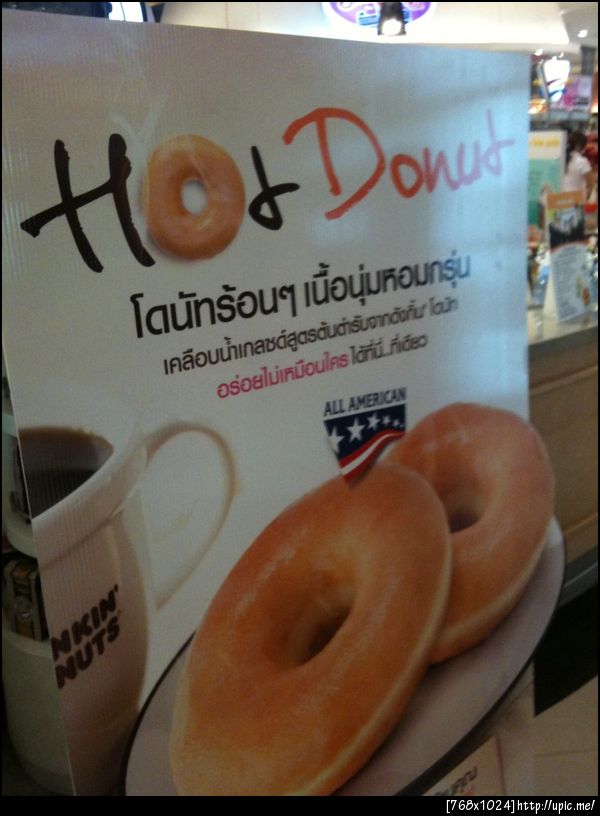 Hot Donut
โดนัทร้อนๆ เนื้อนุ่มหอมกรุ่น
เคลือบน้ำเกลซด์สูตรต้นตำรับจากดังกิ้น' โดนัท
อร่อยไม่เหมือนใคร ได้ที่นี่..ที่เดียว
ALL AMERICAN
NKIN'
NUTS
[768x1024]http://upic.me/